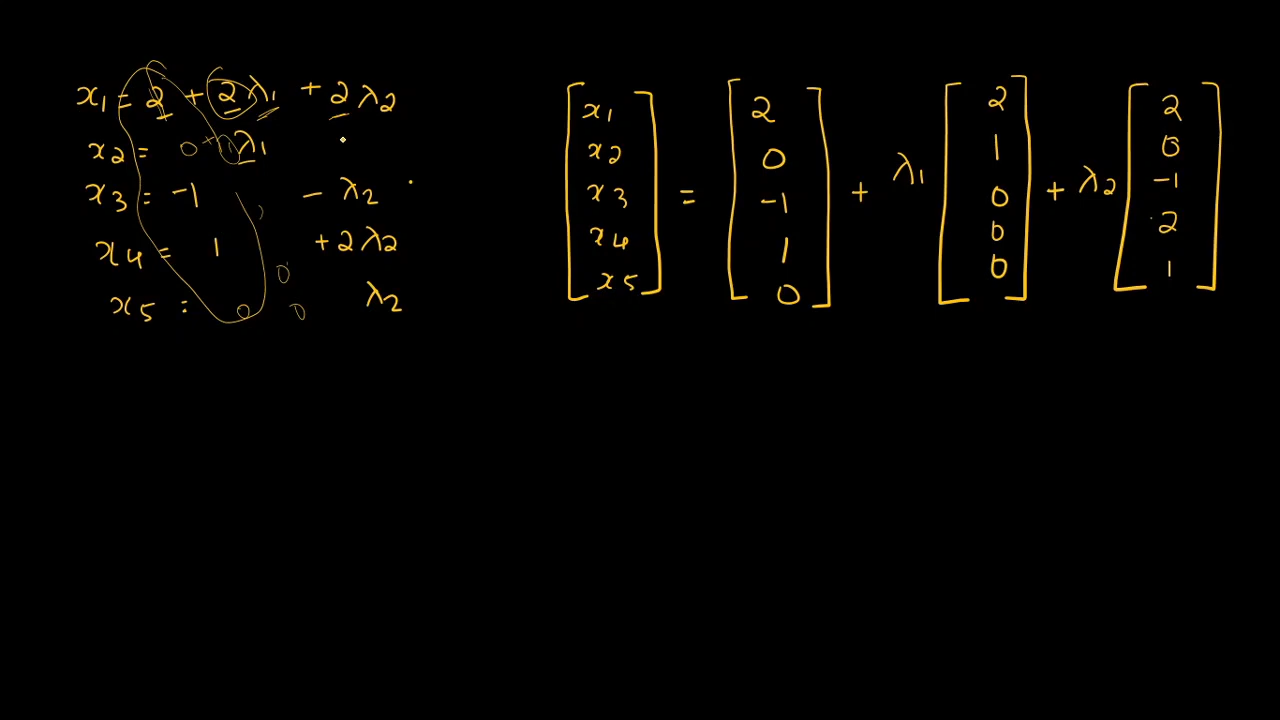 x₁ = 2 + 2λ₁ + 2λ₂
x₂ = 0 + λ₁
x₃ = -1 - λ₂
x₄ = 1 + 2λ₂
x₅ = 0 0 λ₂
0
[x₁ x₂ x₃ x₄ x₅] = [2 0 -1 1 0] + λ₁ [2 1 0 0 0] + λ₂ [2 0 -1 2 1]